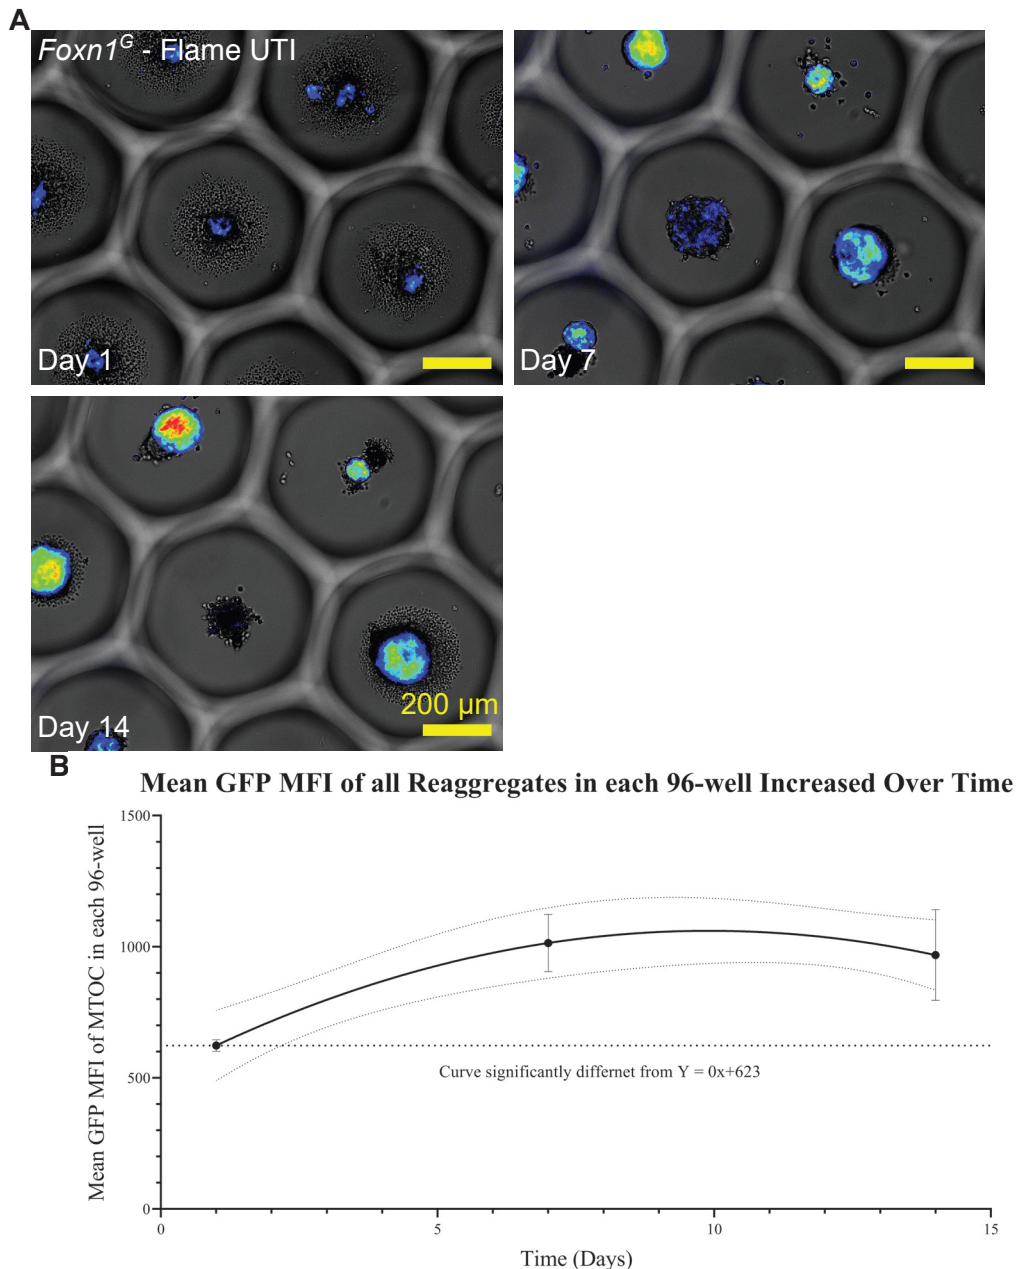 A
Foxn1G - Flame UTI
Day 1
Day 7
200 µm
Day 14
B
Mean GFP MFI of all Reaggregates in each 96-well Increased Over Time
Mean GFP MFI of MTOC in each 96-well
1500
1000
500
0
Curve significantly differnet from Y = 0x+623
0 5 10 15
Time (Days)